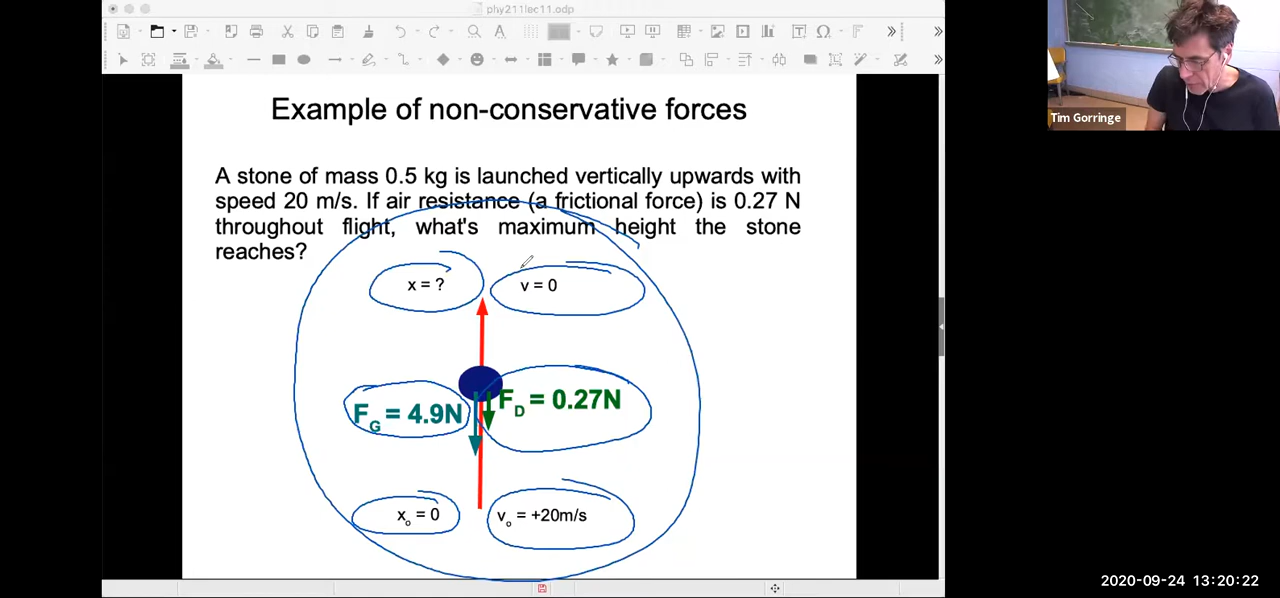 phy211lec11.odp
Tim Gorringe
Example of non-conservative forces
A stone of mass 0.5 kg is launched vertically upwards with
speed 20 m/s. If air resistance (a frictional force) is 0.27 N
throughout flight, what's maximum height the stone
reaches?
x = ?
v = 0
F_D = 0.27N
F_G = 4.9N
x_o = 0
v_o = +20m/s
2020-09-24 13:20:22